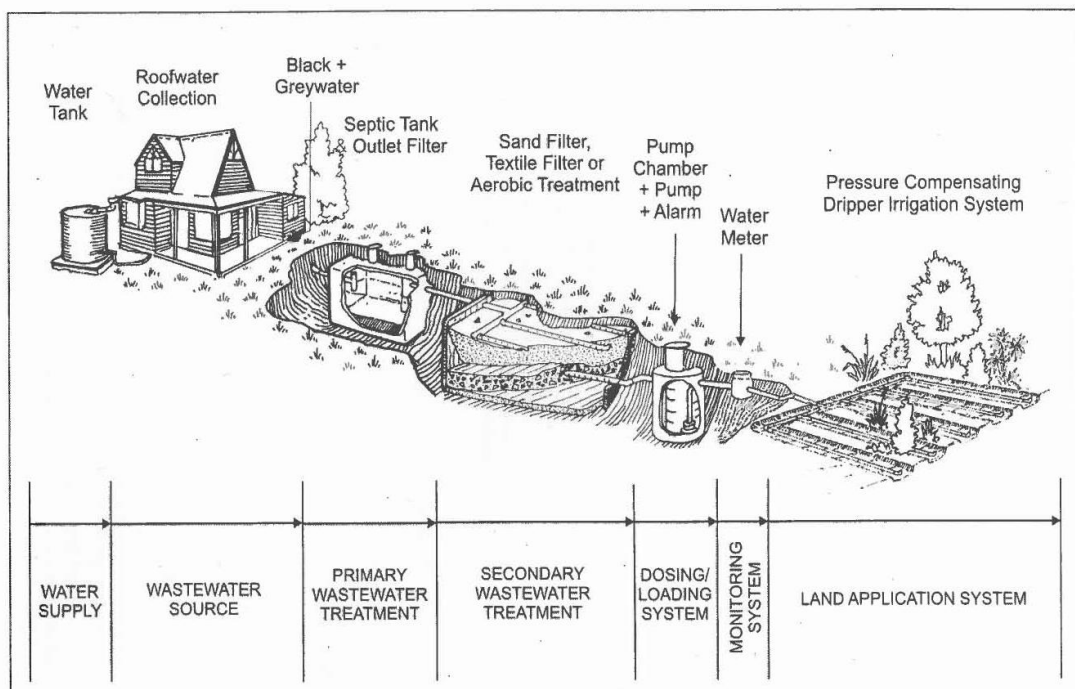 Water
Tank
Roofwater
Collection
Black +
Greywater
Septic Tank
& Outlet Filter
Sand Filter,
Textile Filter or
Aerobic Treatment
Pump
Chamber
+ Pump
+ Alarm
Water
Meter
Pressure Compensating
Dripper Irrigation System
WATER
SUPPLY
WASTEWATER
SOURCE
PRIMARY
WASTEWATER
TREATMENT
SECONDARY
WASTEWATER
TREATMENT
DOSING/
LOADING
SYSTEM
MONITORING
SYSTEM
LAND APPLICATION SYSTEM